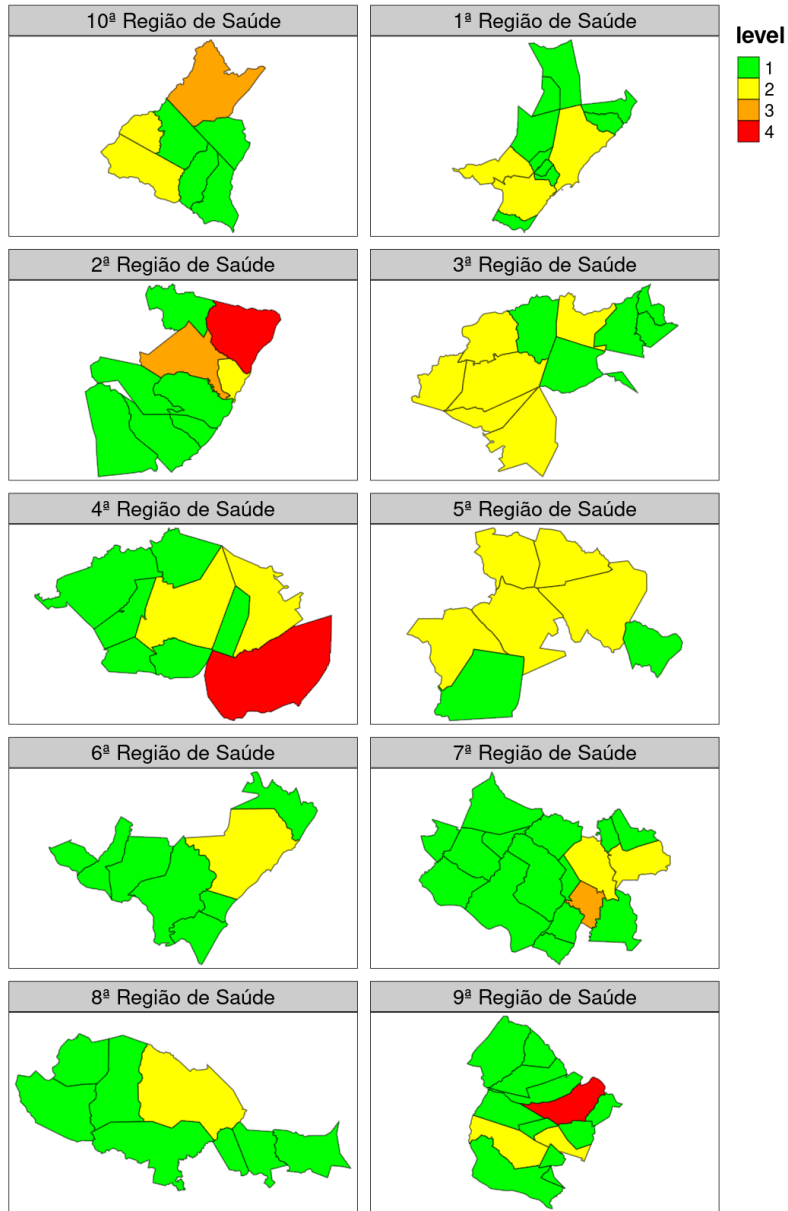 10ª Região de Saúde
1ª Região de Saúde
level
1
2
3
4
2ª Região de Saúde
3ª Região de Saúde
4ª Região de Saúde
5ª Região de Saúde
6ª Região de Saúde
7ª Região de Saúde
8ª Região de Saúde
9ª Região de Saúde